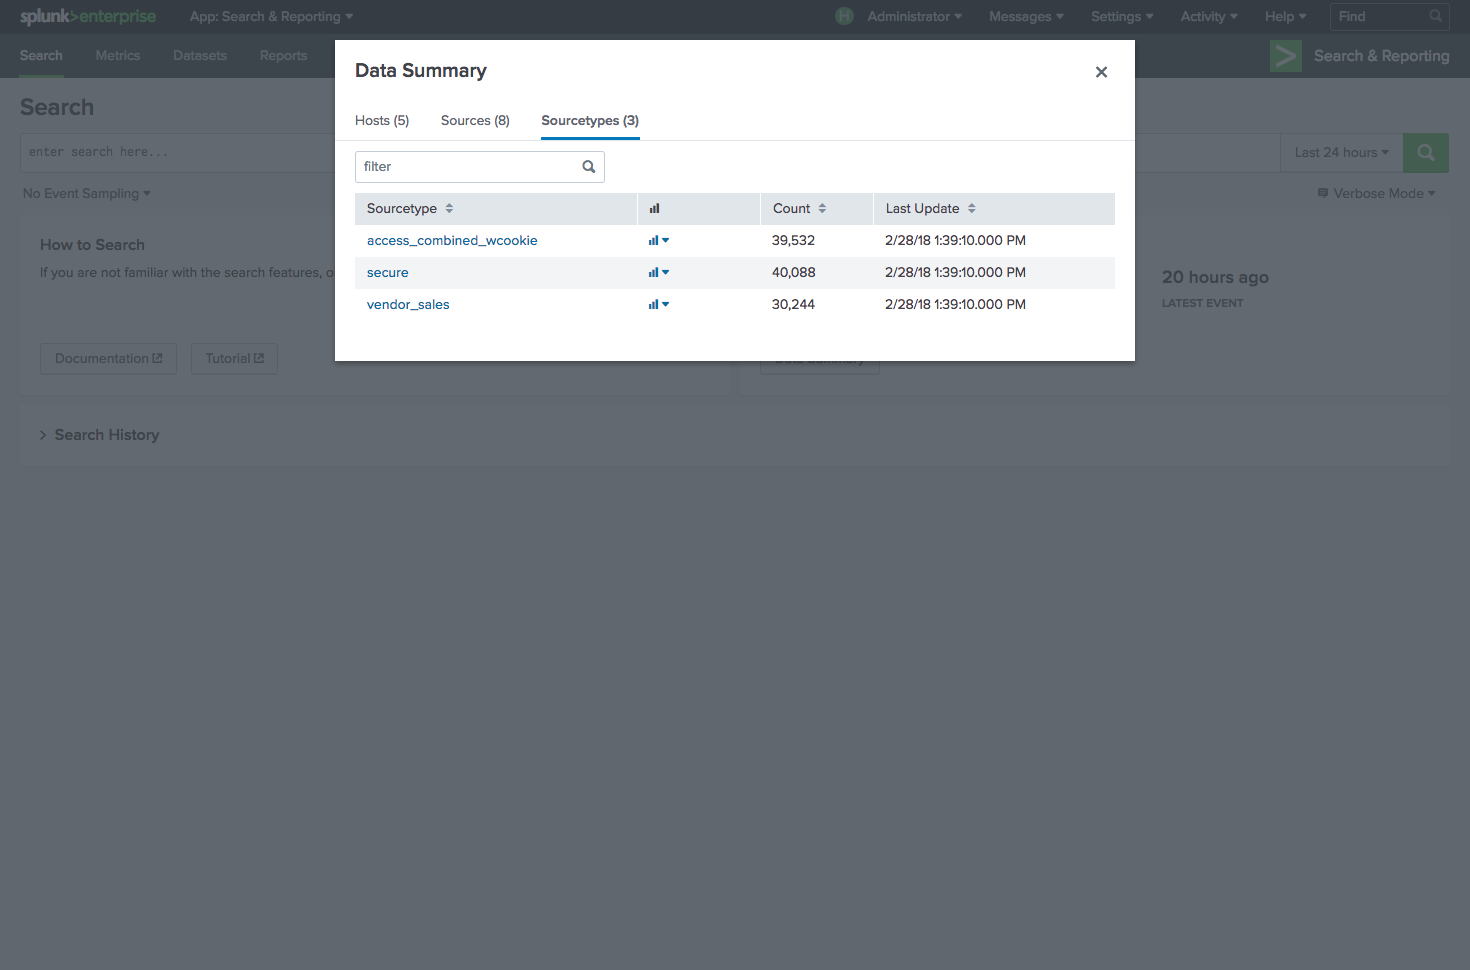 splunk>enterprise App: Search & Reporting H Administrator Messages Settings Activity Help Find
Search Metrics Datasets Reports > Search & Reporting
Data Summary
Hosts (5) Sources (8) Sourcetypes (3)
filter
Sourcetype Count Last Update
access_combined_wcookie 39,532 2/28/18 1:39:10.000 PM
secure 40,088 2/28/18 1:39:10.000 PM
vendor_sales 30,244 2/28/18 1:39:10.000 PM
Search
enter search here... Last 24 hours
No Event Sampling Verbose Mode
How to Search
If you are not familiar with the search features, o
20 hours ago
LATEST EVENT
Documentation Tutorial Data Summary
Search History